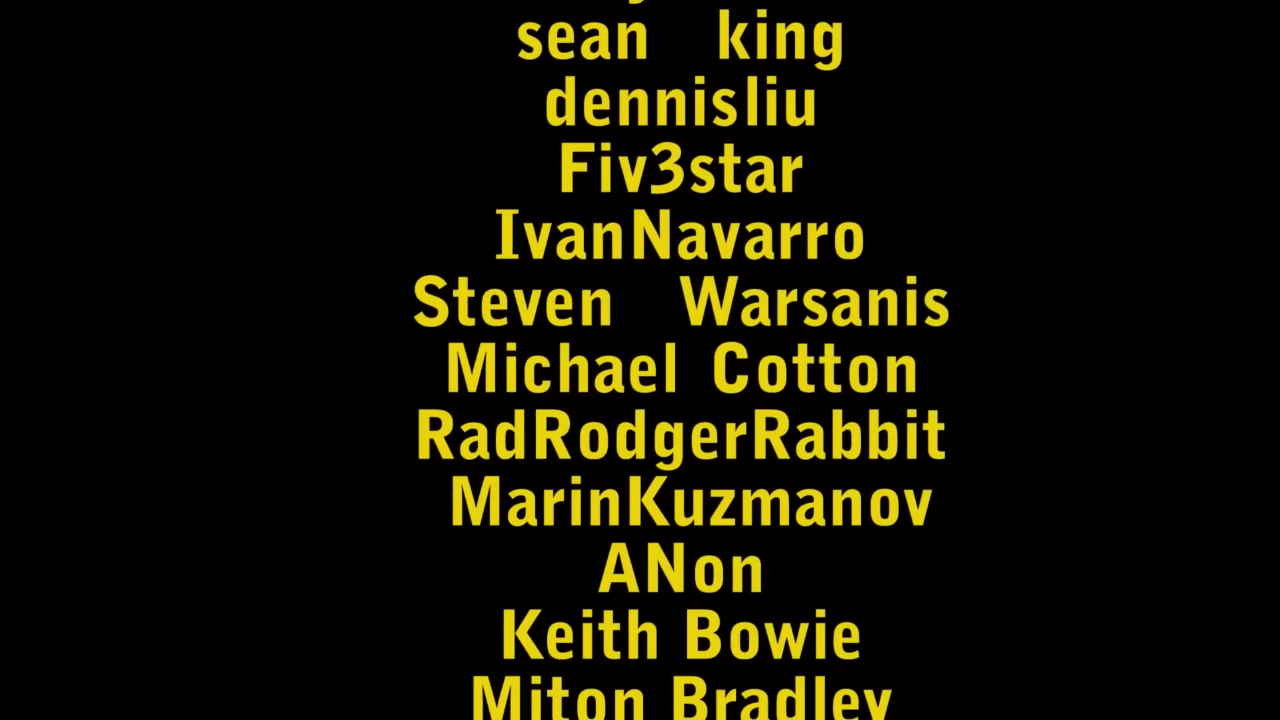 sean king
dennisliu
Fiv3star
IvanNavarro
Steven Warsanis
Michael Cotton
RadRodgerRabbit
MarinKuzmanov
ANon
Keith Bowie
Miton Bradley